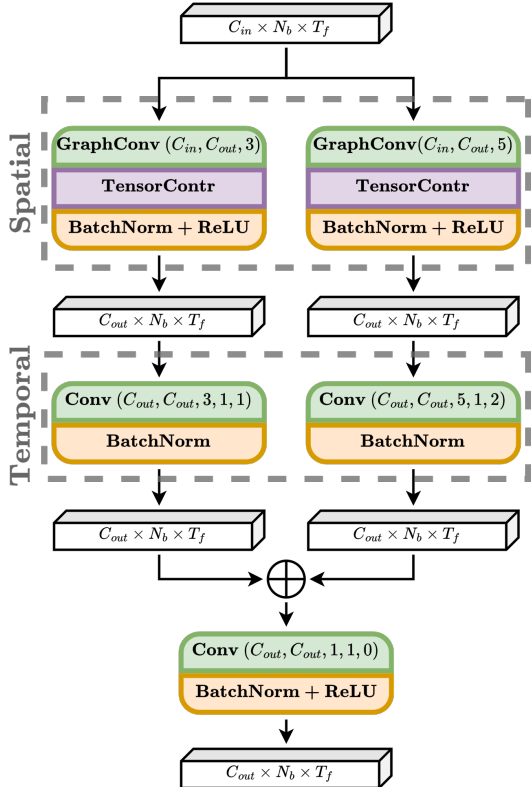 C_{in} × N_b × T_f
Spatial
GraphConv (C_{in}, C_{out}, 3)
GraphConv(C_{in}, C_{out}, 5)
TensorContr
TensorContr
BatchNorm + ReLU
BatchNorm + ReLU
C_{out} × N_b × T_f
C_{out} × N_b × T_f
Temporal
Conv (C_{out}, C_{out}, 3, 1, 1)
Conv (C_{out}, C_{out}, 5, 1, 2)
BatchNorm
BatchNorm
C_{out} × N_b × T_f
C_{out} × N_b × T_f
Conv (C_{out}, C_{out}, 1, 1, 0)
BatchNorm + ReLU
C_{out} × N_b × T_f